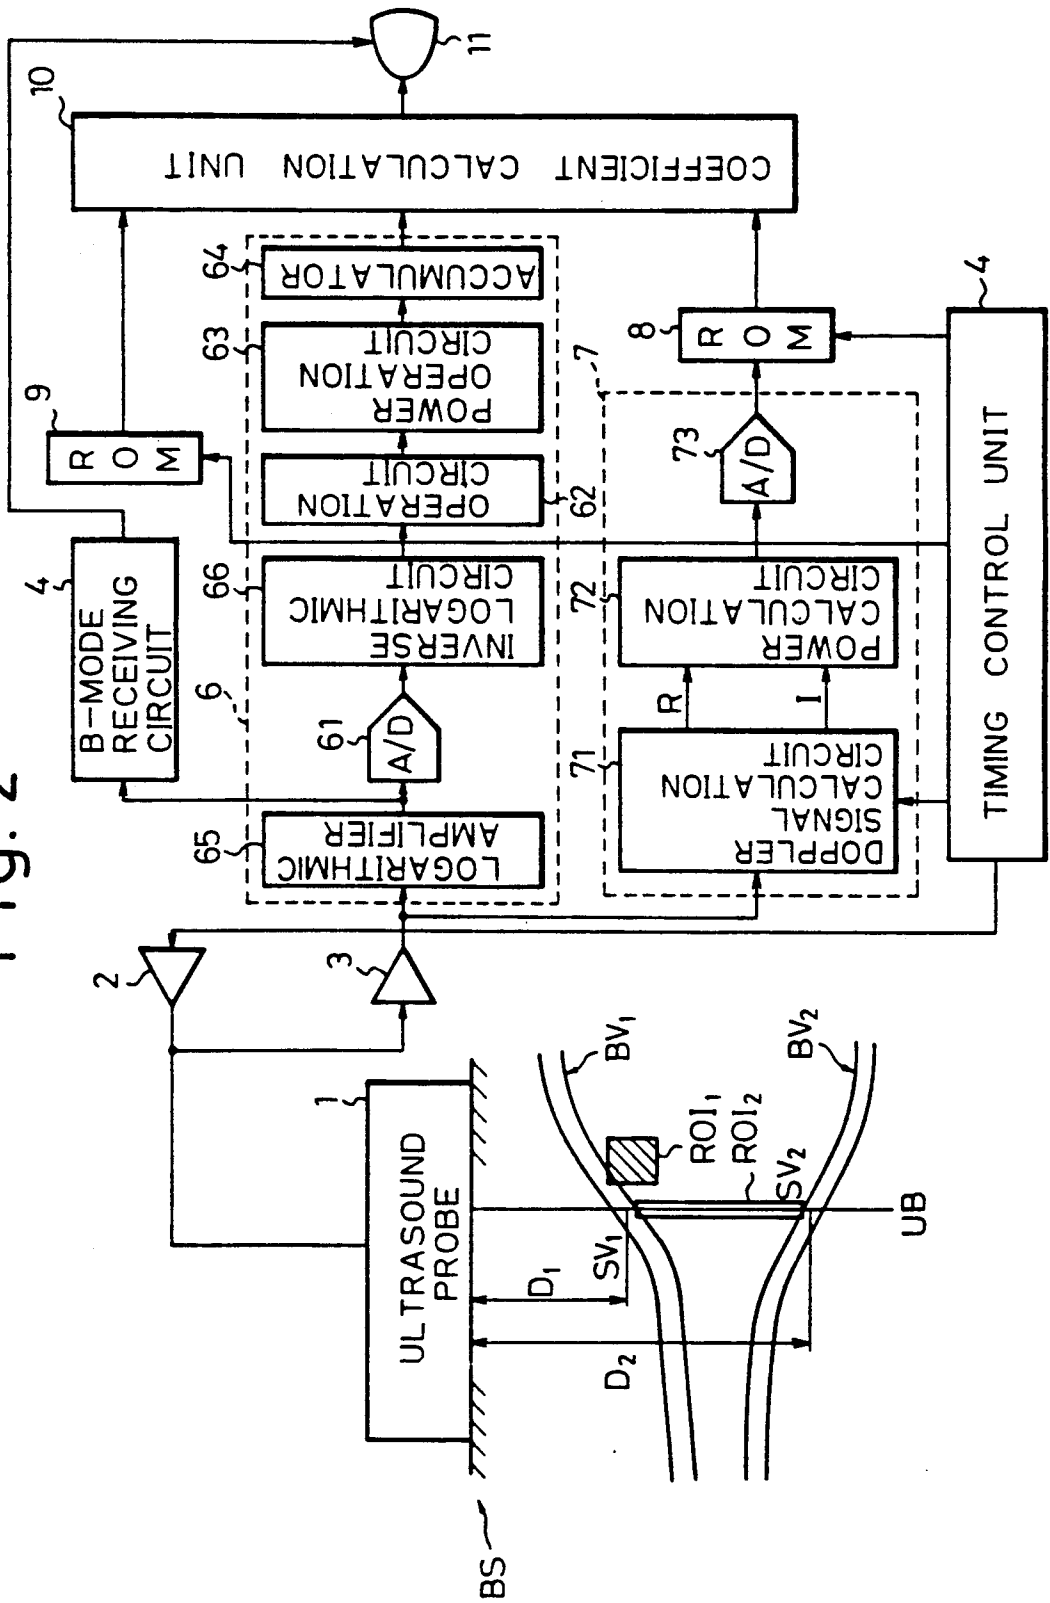 Fig. 2
4
B-MODE
RECEIVING
CIRCUIT
9
ROM
10
COEFFICIENT CALCULATION UNIT
11
2
3
6
65
LOGARITHMIC
AMPLIFIER
61
A/D
66
INVERSE
LOGARITHMIC
CIRCUIT
62
OPERATION
CIRCUIT
63
POWER
OPERATION
CIRCUIT
64
ACCUMULATOR
1
ULTRASOUND
PROBE
7
71
DOPPLER
SIGNAL
CALCULATION
CIRCUIT
R
I
72
POWER
CALCULATION
CIRCUIT
73
A/D
8
ROM
4
TIMING CONTROL UNIT
BS
D1
D2
SV1
SV2
UB
ROI1
ROI2
BV1
BV2